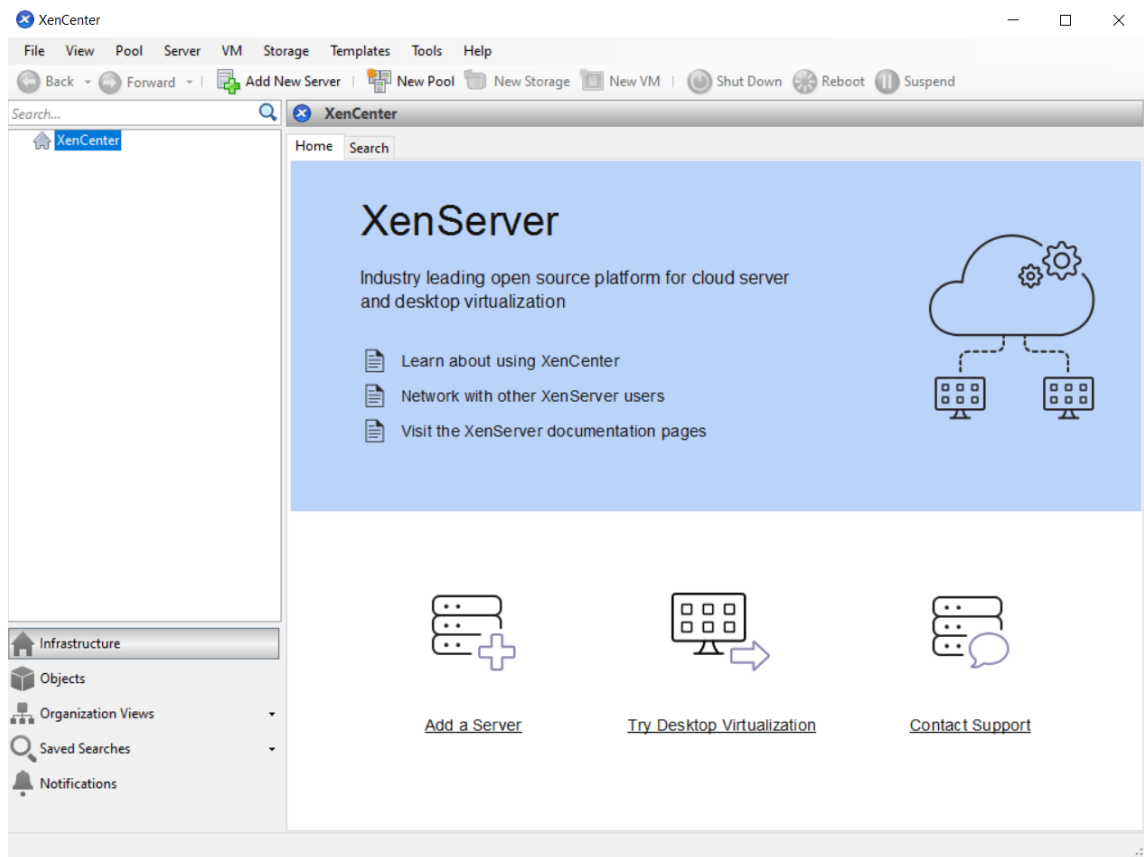 XenCenter
File View Pool Server VM Storage Templates Tools Help
Back Forward Add New Server New Pool New Storage New VM Shut Down Reboot Suspend
Search...
XenCenter
XenCenter
Home Search
XenServer
Industry leading open source platform for cloud server
and desktop virtualization
Learn about using XenCenter
Network with other XenServer users
Visit the XenServer documentation pages
Add a Server
Try Desktop Virtualization
Contact Support
Infrastructure
Objects
Organization Views
Saved Searches
Notifications